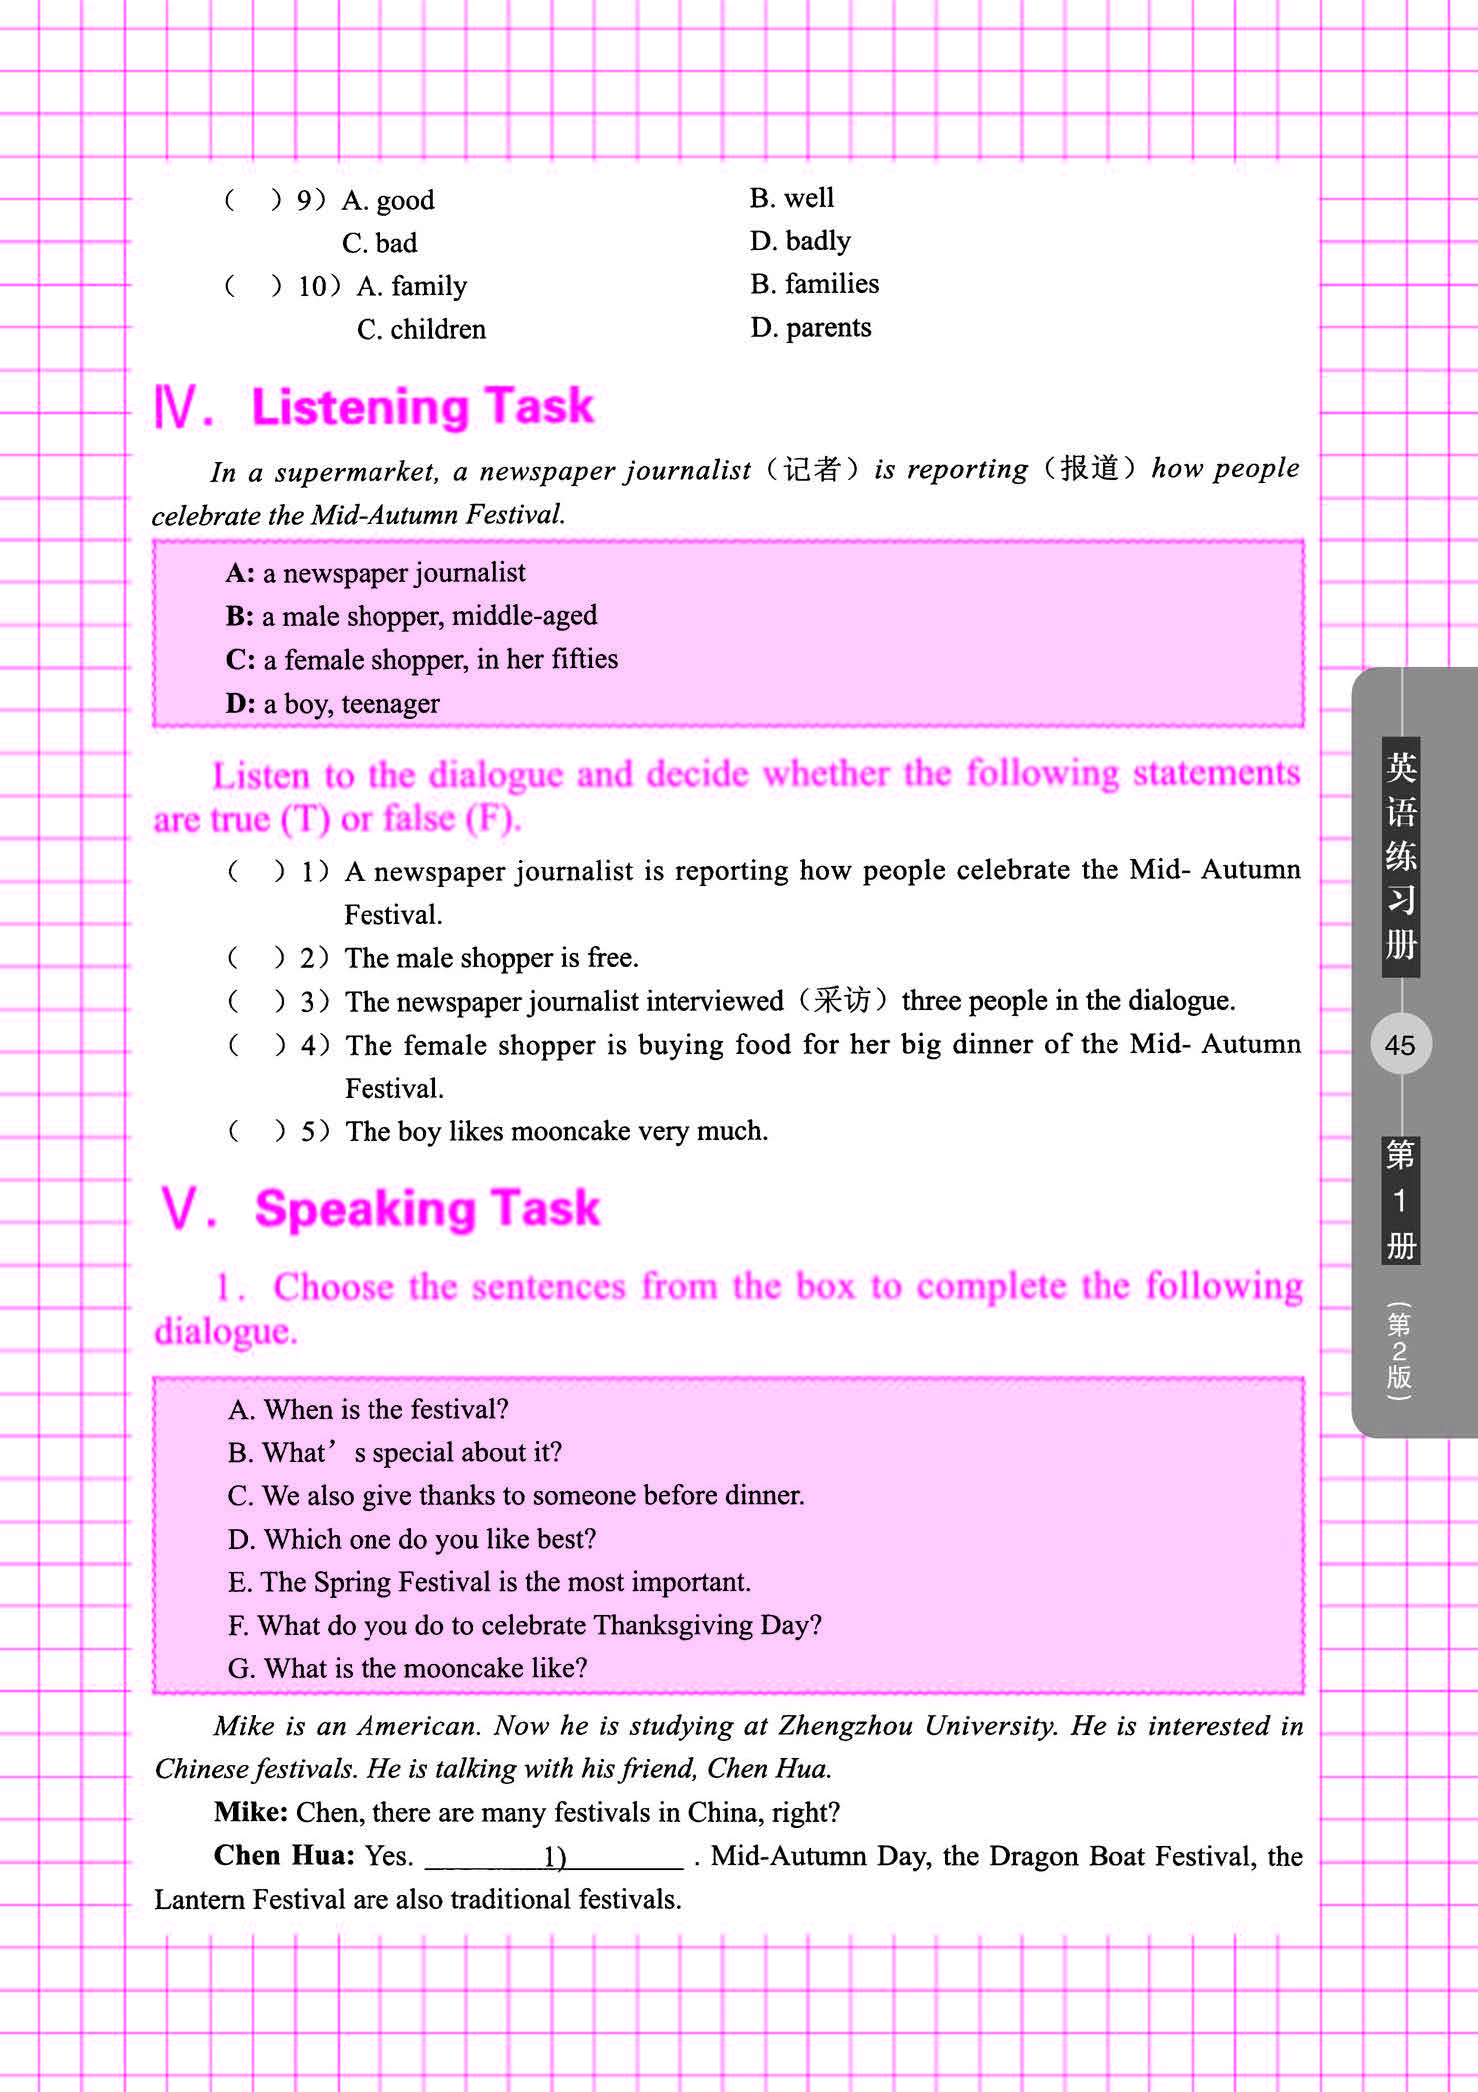 （　）9）A. good　B. well
C. bad　D. badly
（　）10）A. family　B. families
C. children　D. parents
Ⅳ. Listening Task
In a supermarket, a newspaper journalist（记者）is reporting（报道）how people
celebrate the Mid-Autumn Festival.
A: a newspaper journalist
B: a male shopper, middle-aged
C: a female shopper, in her fifties
D: a boy, teenager
Listen to the dialogue and decide whether the following statements
are true (T) or false (F).
（　）1）A newspaper journalist is reporting how people celebrate the Mid- Autumn
Festival.
（　）2）The male shopper is free.
（　）3）The newspaper journalist interviewed（采访）three people in the dialogue.
（　）4）The female shopper is buying food for her big dinner of the Mid- Autumn
Festival.
（　）5）The boy likes mooncake very much.
Ⅴ. Speaking Task
1. Choose the sentences from the box to complete the following
dialogue.
A. When is the festival?
B. What’s special about it?
C. We also give thanks to someone before dinner.
D. Which one do you like best?
E. The Spring Festival is the most important.
F. What do you do to celebrate Thanksgiving Day?
G. What is the mooncake like?
Mike is an American. Now he is studying at Zhengzhou University. He is interested in
Chinese festivals. He is talking with his friend, Chen Hua.
Mike: Chen, there are many festivals in China, right?
Chen Hua: Yes. ________1)________ . Mid-Autumn Day, the Dragon Boat Festival, the
Lantern Festival are also traditional festivals.
英语练习册
45
第1册
（第2版）